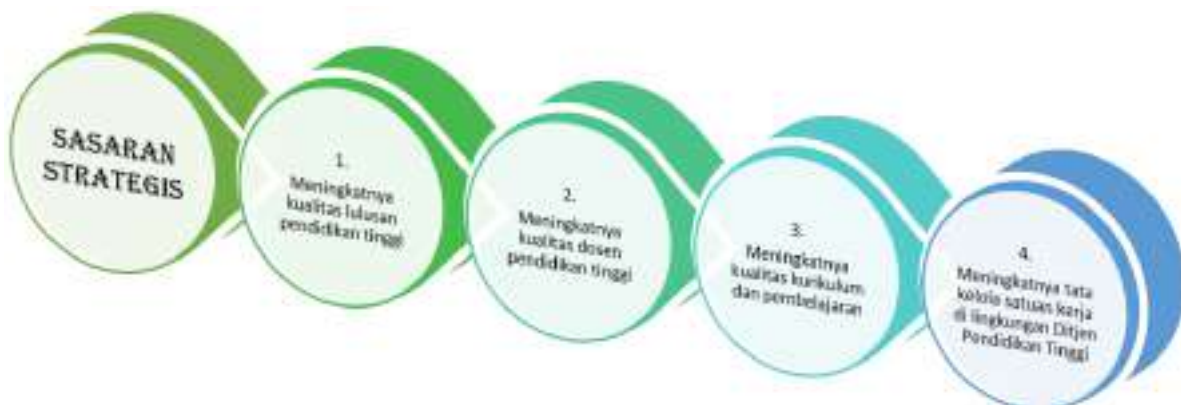 SASARAN
STRATEGIS
1.
Meningkatnya
kualitas lulusan
pendidikan tinggi
2.
Meningkatnya
kualitas dosen
pendidikan tinggi
3.
Meningkatnya
kualitas kurikulum
dan pembelajaran
4.
Meningkatnya tata
kelola satuan kerja
di lingkungan Ditjen
Pendidikan Tinggi